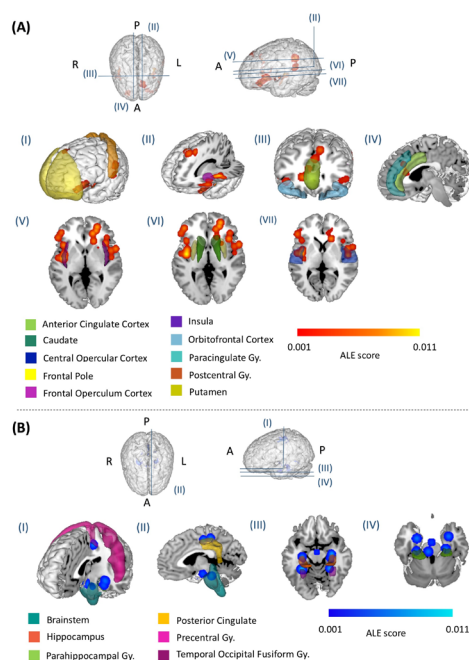 (A)
P
(II)
(II)
R
(III)
L
(V)
A
(VI)
P
(VII)
(IV)
A
(I)
(II)
(III)
(IV)
(V)
(VI)
(VII)
Anterior Cingulate Cortex
Insula
Caudate
Orbitofrontal Cortex
Central Opercular Cortex
Paracingulate Gy.
Frontal Pole
Postcentral Gy.
Frontal Operculum Cortex
Putamen
0.001
0.011
ALE score
(B)
P
(I)
R
L
A
P
(III)
(II)
(IV)
A
(I)
(II)
(III)
(IV)
Brainstem
Posterior Cingulate
Hippocampus
Precentral Gy.
Parahippocampal Gy.
Temporal Occipital Fusiform Gy.
0.001
0.011
ALE score